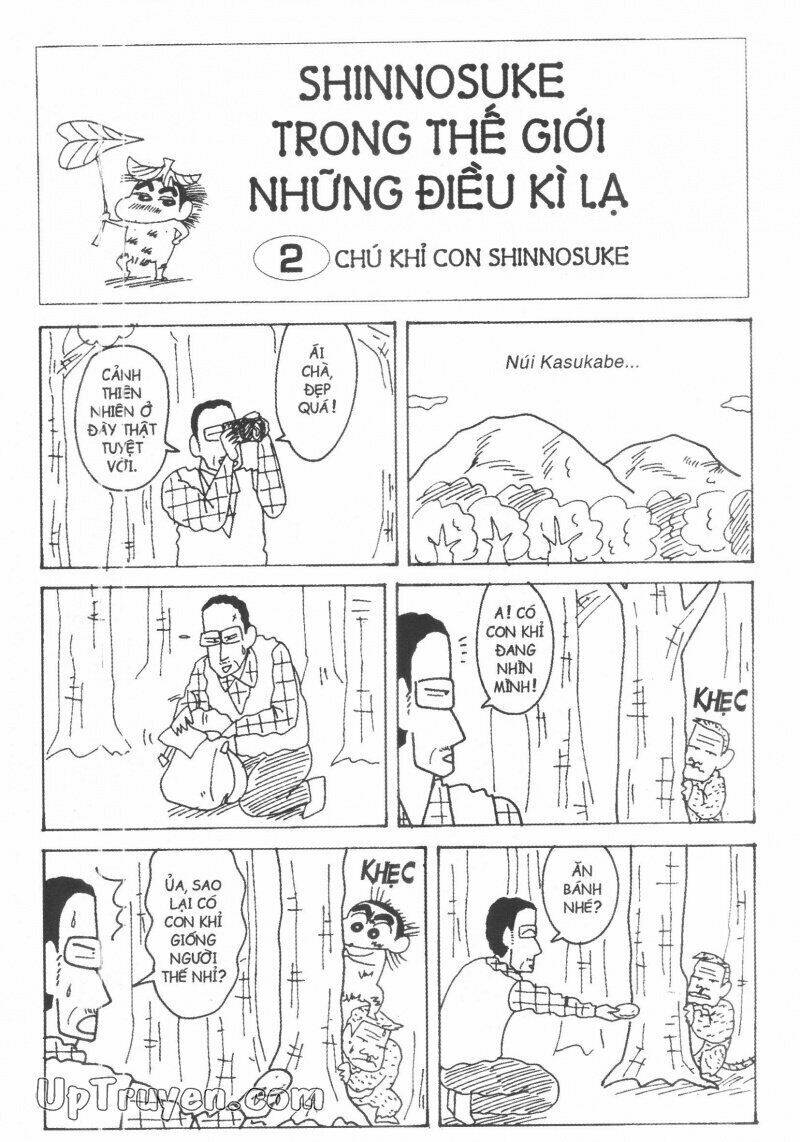 SHINNOSUKE
TRONG THẾ GIỚI
NHỮNG ĐIỀU KÌ LẠ
2 CHÚ KHỈ CON SHINNOSUKE
Núi Kasukabe...
ÁI
CHÀ,
ĐẸP
QUÁ!
CẢNH
THIÊN
NHIÊN Ở
ĐÂY THẬT
TUYỆT
VỜI.
A! CÓ
CON KHỈ
ĐANG
NHÌN
MÌNH!
KHẸC
ĂN
BÁNH
NHÉ?
KHẸC
ỦA, SAO
LẠI CÓ
CON KHỈ
GIỐNG
NGƯỜI
THẾ NHỈ?
UpTruyen.com